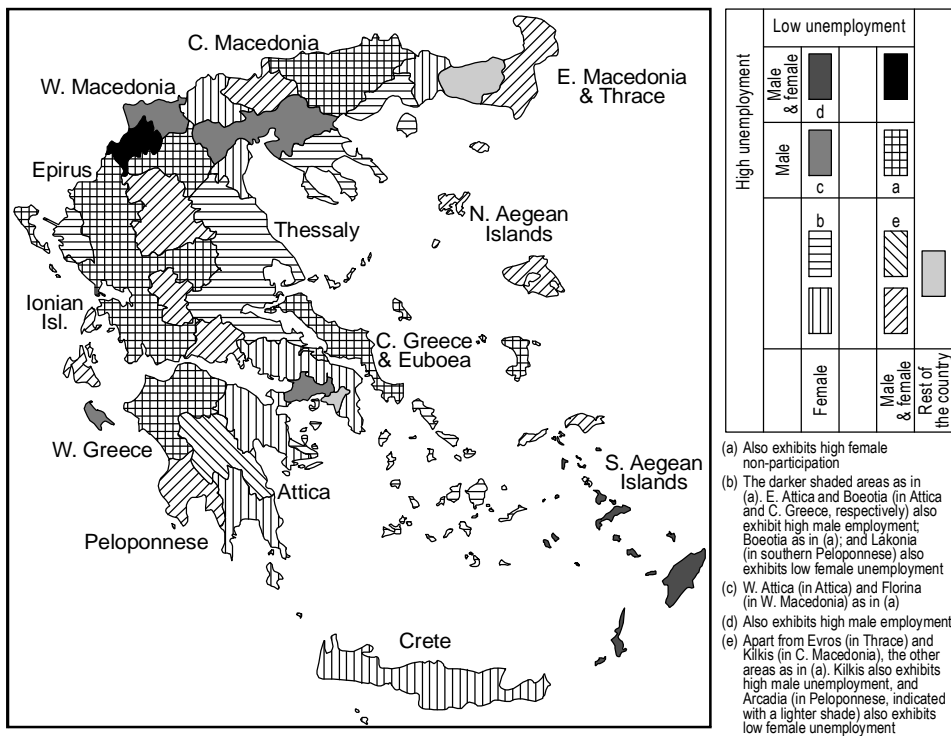 C. Macedonia
W. Macedonia
E. Macedonia
& Thrace
Epirus
Thessaly
N. Aegean
Islands
Ionian
Isl.
C. Greece
& Euboea
W. Greece
Attica
S. Aegean
Islands
Peloponnese
Crete
Low unemployment
High unemployment
Male
& female
d
Male
c
a
b
e
Female
Male
& female
Rest of
the country
(a) Also exhibits high female
non-participation
(b) The darker shaded areas as in
(a). E. Attica and Boeotia (in Attica
and C. Greece, respectively) also
exhibit high male employment;
Boeotia as in (a); and Lakonia
(in southern Peloponnese) also
exhibits low female unemployment
(c) W. Attica (in Attica) and Florina
(in W. Macedonia) as in (a)
(d) Also exhibits high male employment
(e) Apart from Evros (in Thrace) and
Kilkis (in C. Macedonia), the other
areas as in (a). Kilkis also exhibits
high male unemployment, and
Arcadia (in Peloponnese, indicated
with a lighter shade) also exhibits
low female unemployment